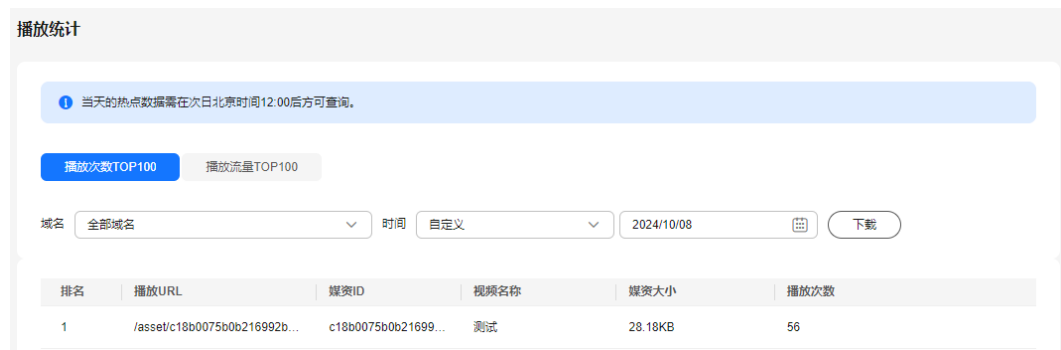 播放统计
当天的热点数据需在次日北京时间12:00后方可查询。
播放次数TOP100 播放流量TOP100
域名 全部域名 时间 自定义 2024/10/08 下载
排名 播放URL 媒资ID 视频名称 媒资大小 播放次数
1 /asset/c18b0075b0b216992b... c18b0075b0b21699... 测试 28.18KB 56